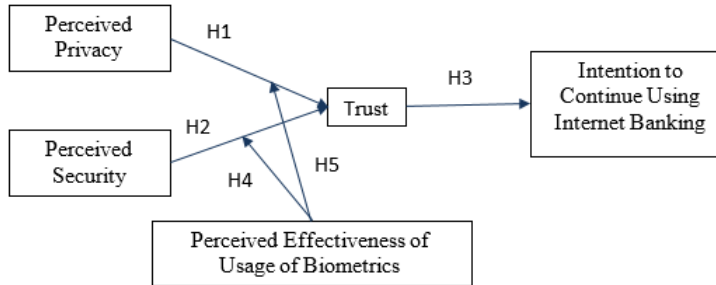 Perceived
Privacy
H1
Intention to
Continue Using
Internet Banking
H3
Trust
H2
Perceived
Security
H5
H4
Perceived Effectiveness of
Usage of Biometrics